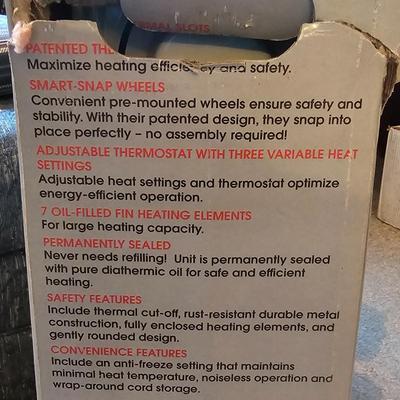 RMAL SLOTS
PATENTED THE
Maximize heating efficiency and safety.
SMART-SNAP WHEELS
Convenient pre-mounted wheels ensure safety and
stability. With their patented design, they snap into
place perfectly – no assembly required!
ADJUSTABLE THERMOSTAT WITH THREE VARIABLE HEAT
SETTINGS
Adjustable heat settings and thermostat optimize
energy-efficient operation.
7 OIL-FILLED FIN HEATING ELEMENTS
For large heating capacity.
PERMANENTLY SEALED
Never needs refilling! Unit is permanently sealed
with pure diathermic oil for safe and efficient
heating.
SAFETY FEATURES
Include thermal cut-off, rust-resistant durable metal
construction, fully enclosed heating elements, and
gently rounded design.
CONVENIENCE FEATURES
Include an anti-freeze setting that maintains
minimal heat temperature, noiseless operation and
wrap-around cord storage.